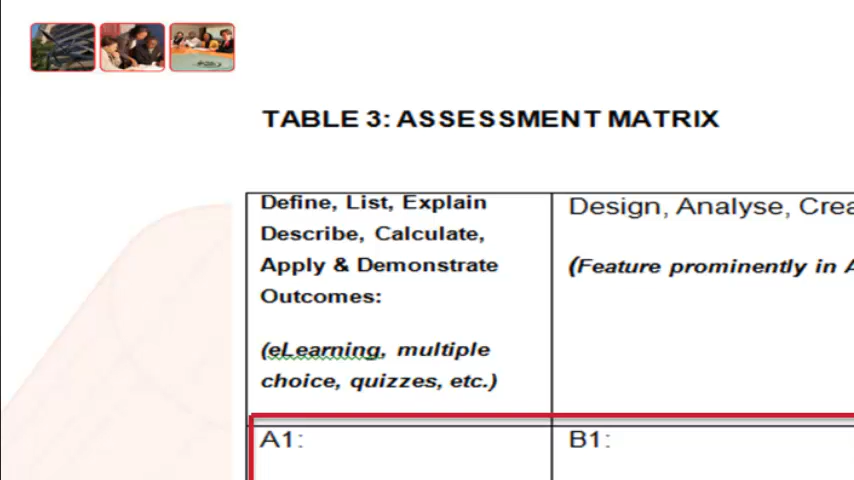 TABLE 3: ASSESSMENT MATRIX
Define, List, Explain
Describe, Calculate,
Apply & Demonstrate
Outcomes:
(eLearning, multiple
choice, quizzes, etc.)
Design, Analyse, Crea
(Feature prominently in A
A1:
B1: